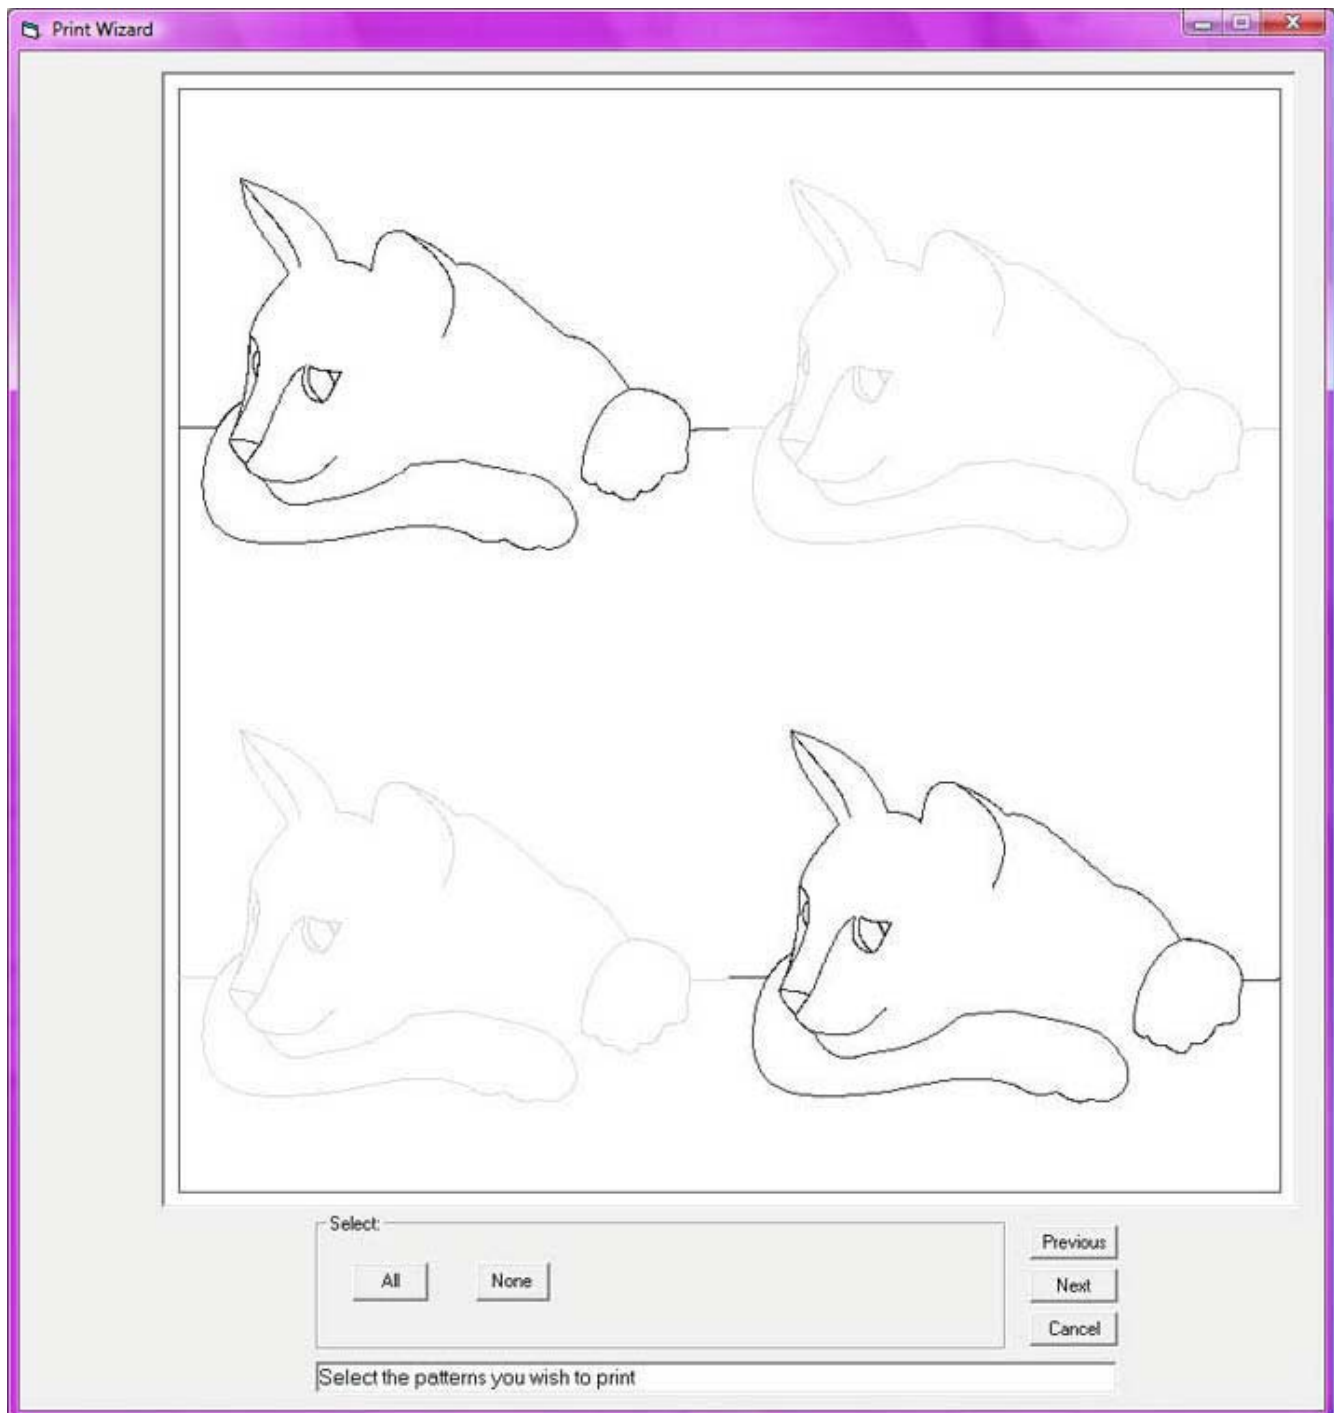 Print Wizard
Select:
All
None
Previous
Next
Cancel
Select the patterns you wish to print